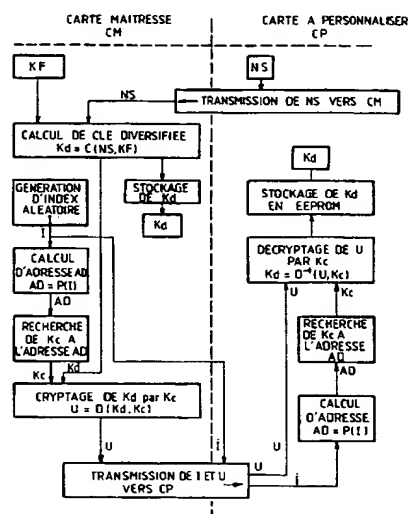 CARTE MAITRESSE
CM
CARTE A PERSONNALISER
CP
KF
NS
NS
TRANSMISSION DE NS VERS CM
CALCUL DE CLE DIVERSIFIEE
Kd = C(NS,KF)
Kd
GENERATION
D'INDEX
ALEATOIRE
STOCKAGE
DE Kd
STOCKAGE DE Kd
EN EEPROM
I
Kd
CALCUL
D'ADRESSE AD
AD = P(I)
DECRYPTAGE DE U
PAR Kc
Kd = D⁻¹(U,Kc)
AD
U
Kc
RECHERCHE
DE Kc A
L'ADRESSE AD
RECHERCHE
DE Kc A
L'ADRESSE
AD
Kc
Kd
AD
CRYPTAGE DE Kd par Kc
U = D(Kd,Kc)
CALCUL
D'ADRESSE
AD=P(I)
U
I
U
U
TRANSMISSION DE I ET U
VERS CP
i